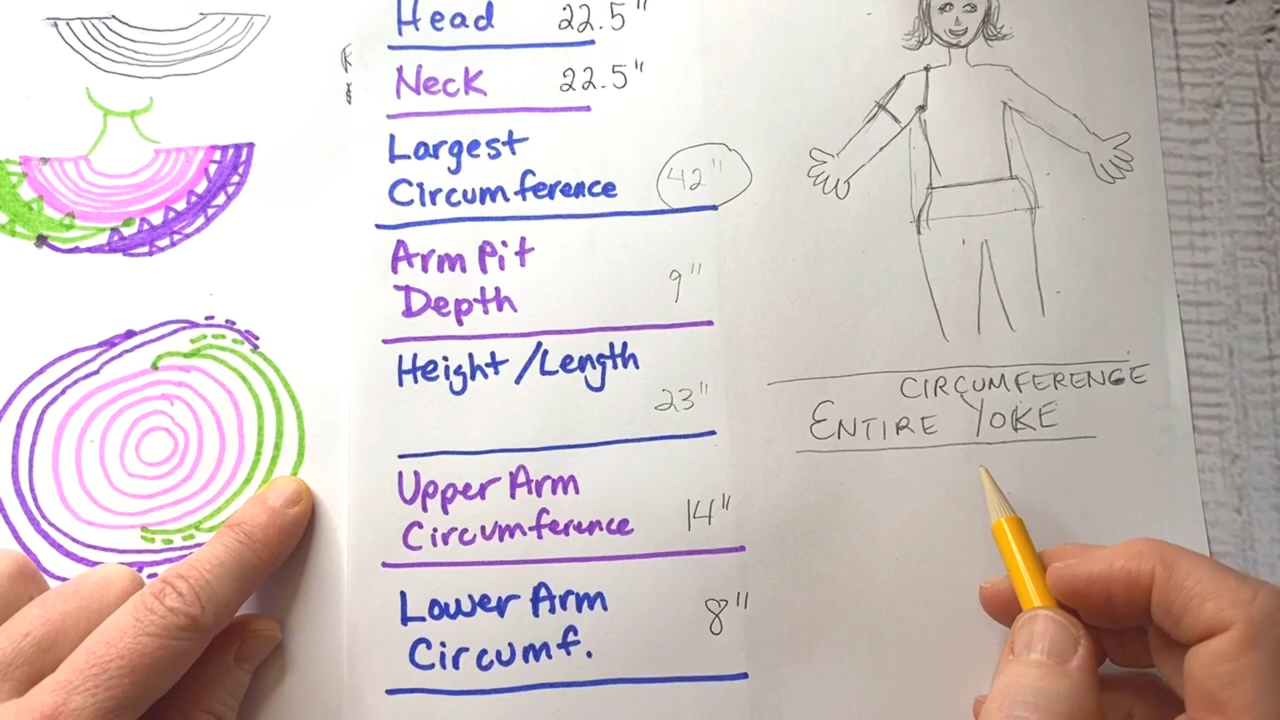 Head 22.5"
Neck 22.5"
Largest
Circumference 42"
Arm Pit
Depth 9"
Height/Length
23"
Upper Arm
Circumference 14"
Lower Arm
Circumf. 8"
CIRCUMFERENCE
ENTIRE YOKE